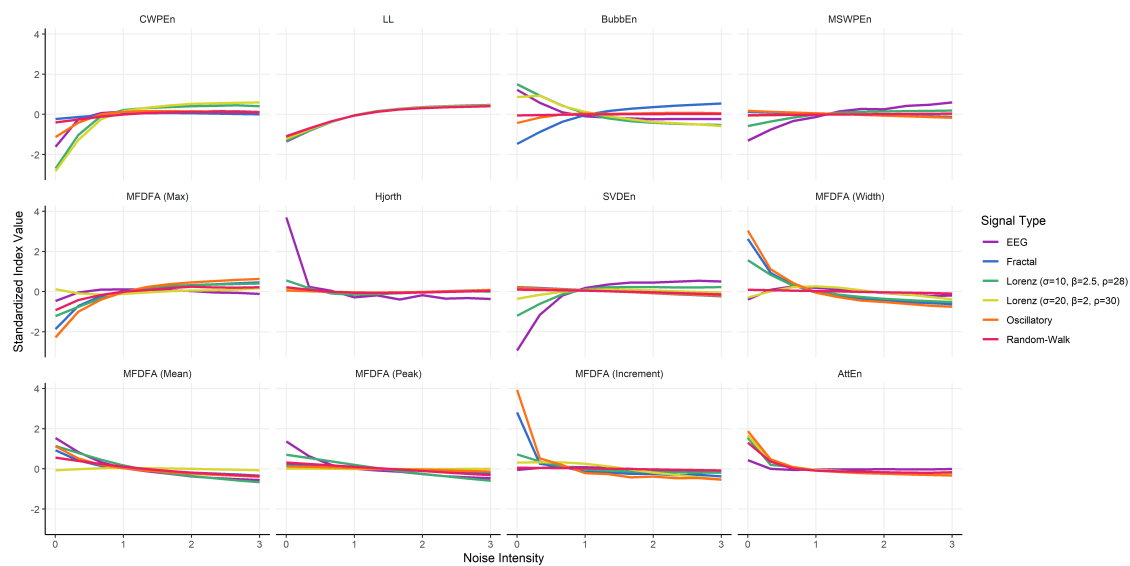 CWPEn
LL
BubbEn
MSWPEn
4
2
0
-2
MFDFA (Max)
Hjorth
SVDEn
MFDFA (Width)
4
2
0
-2
MFDFA (Mean)
MFDFA (Peak)
MFDFA (Increment)
AttEn
4
2
0
-2
0 1 2 3 0 1 2 3 0 1 2 3 0 1 2 3
Noise Intensity
Standardized Index Value
Signal Type
EEG
Fractal
Lorenz (σ=10, β=2.5, ρ=28)
Lorenz (σ=20, β=2, ρ=30)
Oscillatory
Random-Walk